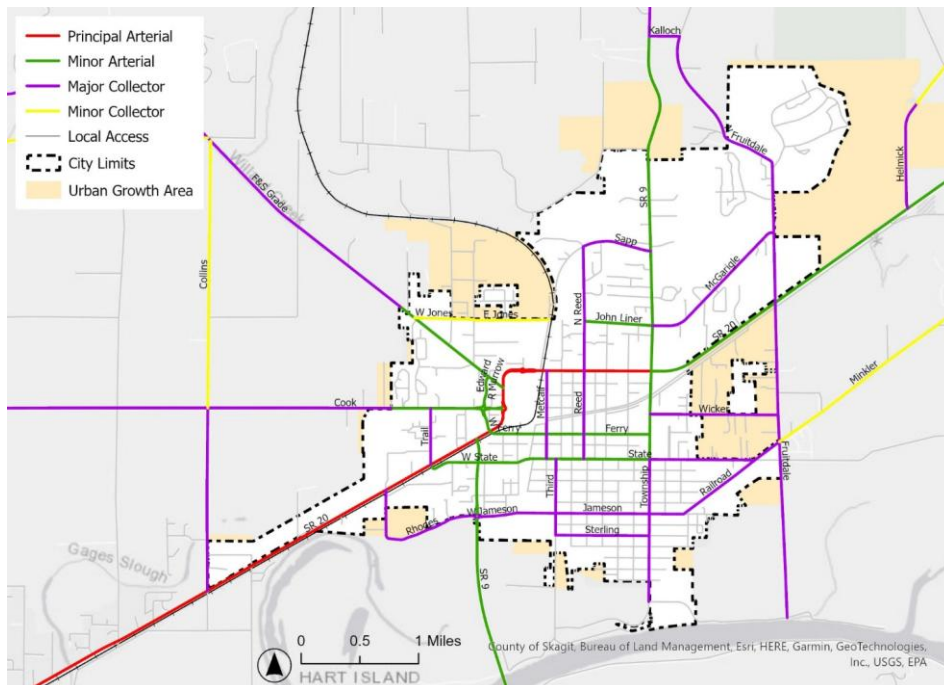 Principal Arterial
Minor Arterial
Major Collector
Minor Collector
Local Access
City Limits
Urban Growth Area
Kalloch
Fruitdale
Helmick
SR 9
F&S Grade
Collins
Sapp
McGarigle
N Reed
W Jones
E Jones
John Liner
SR 20
Minkler
Edward
R Murrow
Metcalf
Reed
Cook
Trail
Ferry
Ferry
Wicker
W State
State
Fruitdale
Third
Township
Railroad
Rhodes
W Jameson
Jameson
Sterling
SR 20
SR 9
Gages Slough
0 0.5 1 Miles
HART ISLAND
County of Skagit, Bureau of Land Management, Esri, HERE, Garmin, GeoTechnologies,
Inc., USGS, EPA